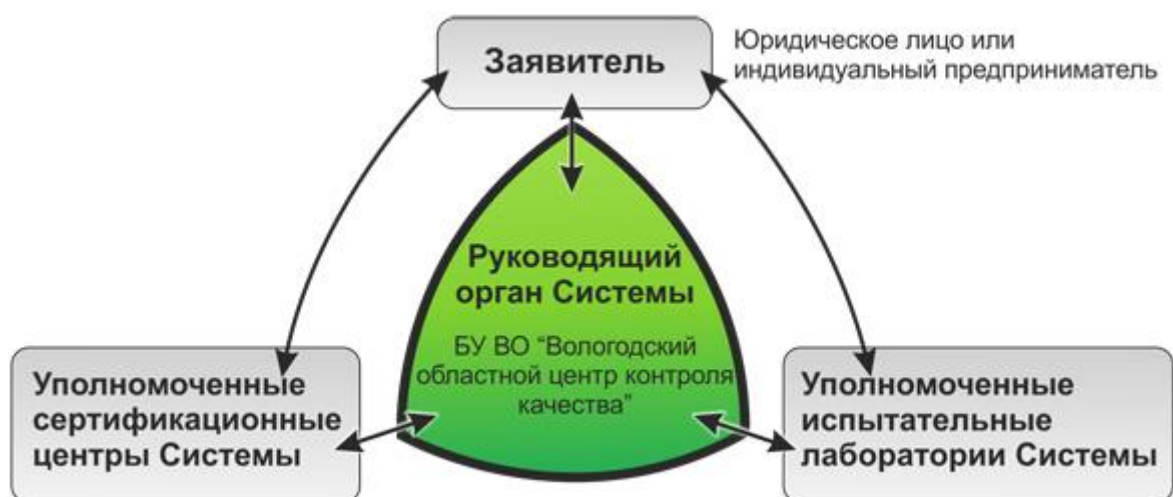 Заявитель
Юридическое лицо или
индивидуальный предприниматель
Руководящий
орган Системы
БУ ВО “Вологодский
областной центр контроля
качества”
Уполномоченные
сертификационные
центры Системы
Уполномоченные
испытательные
лаборатории Системы